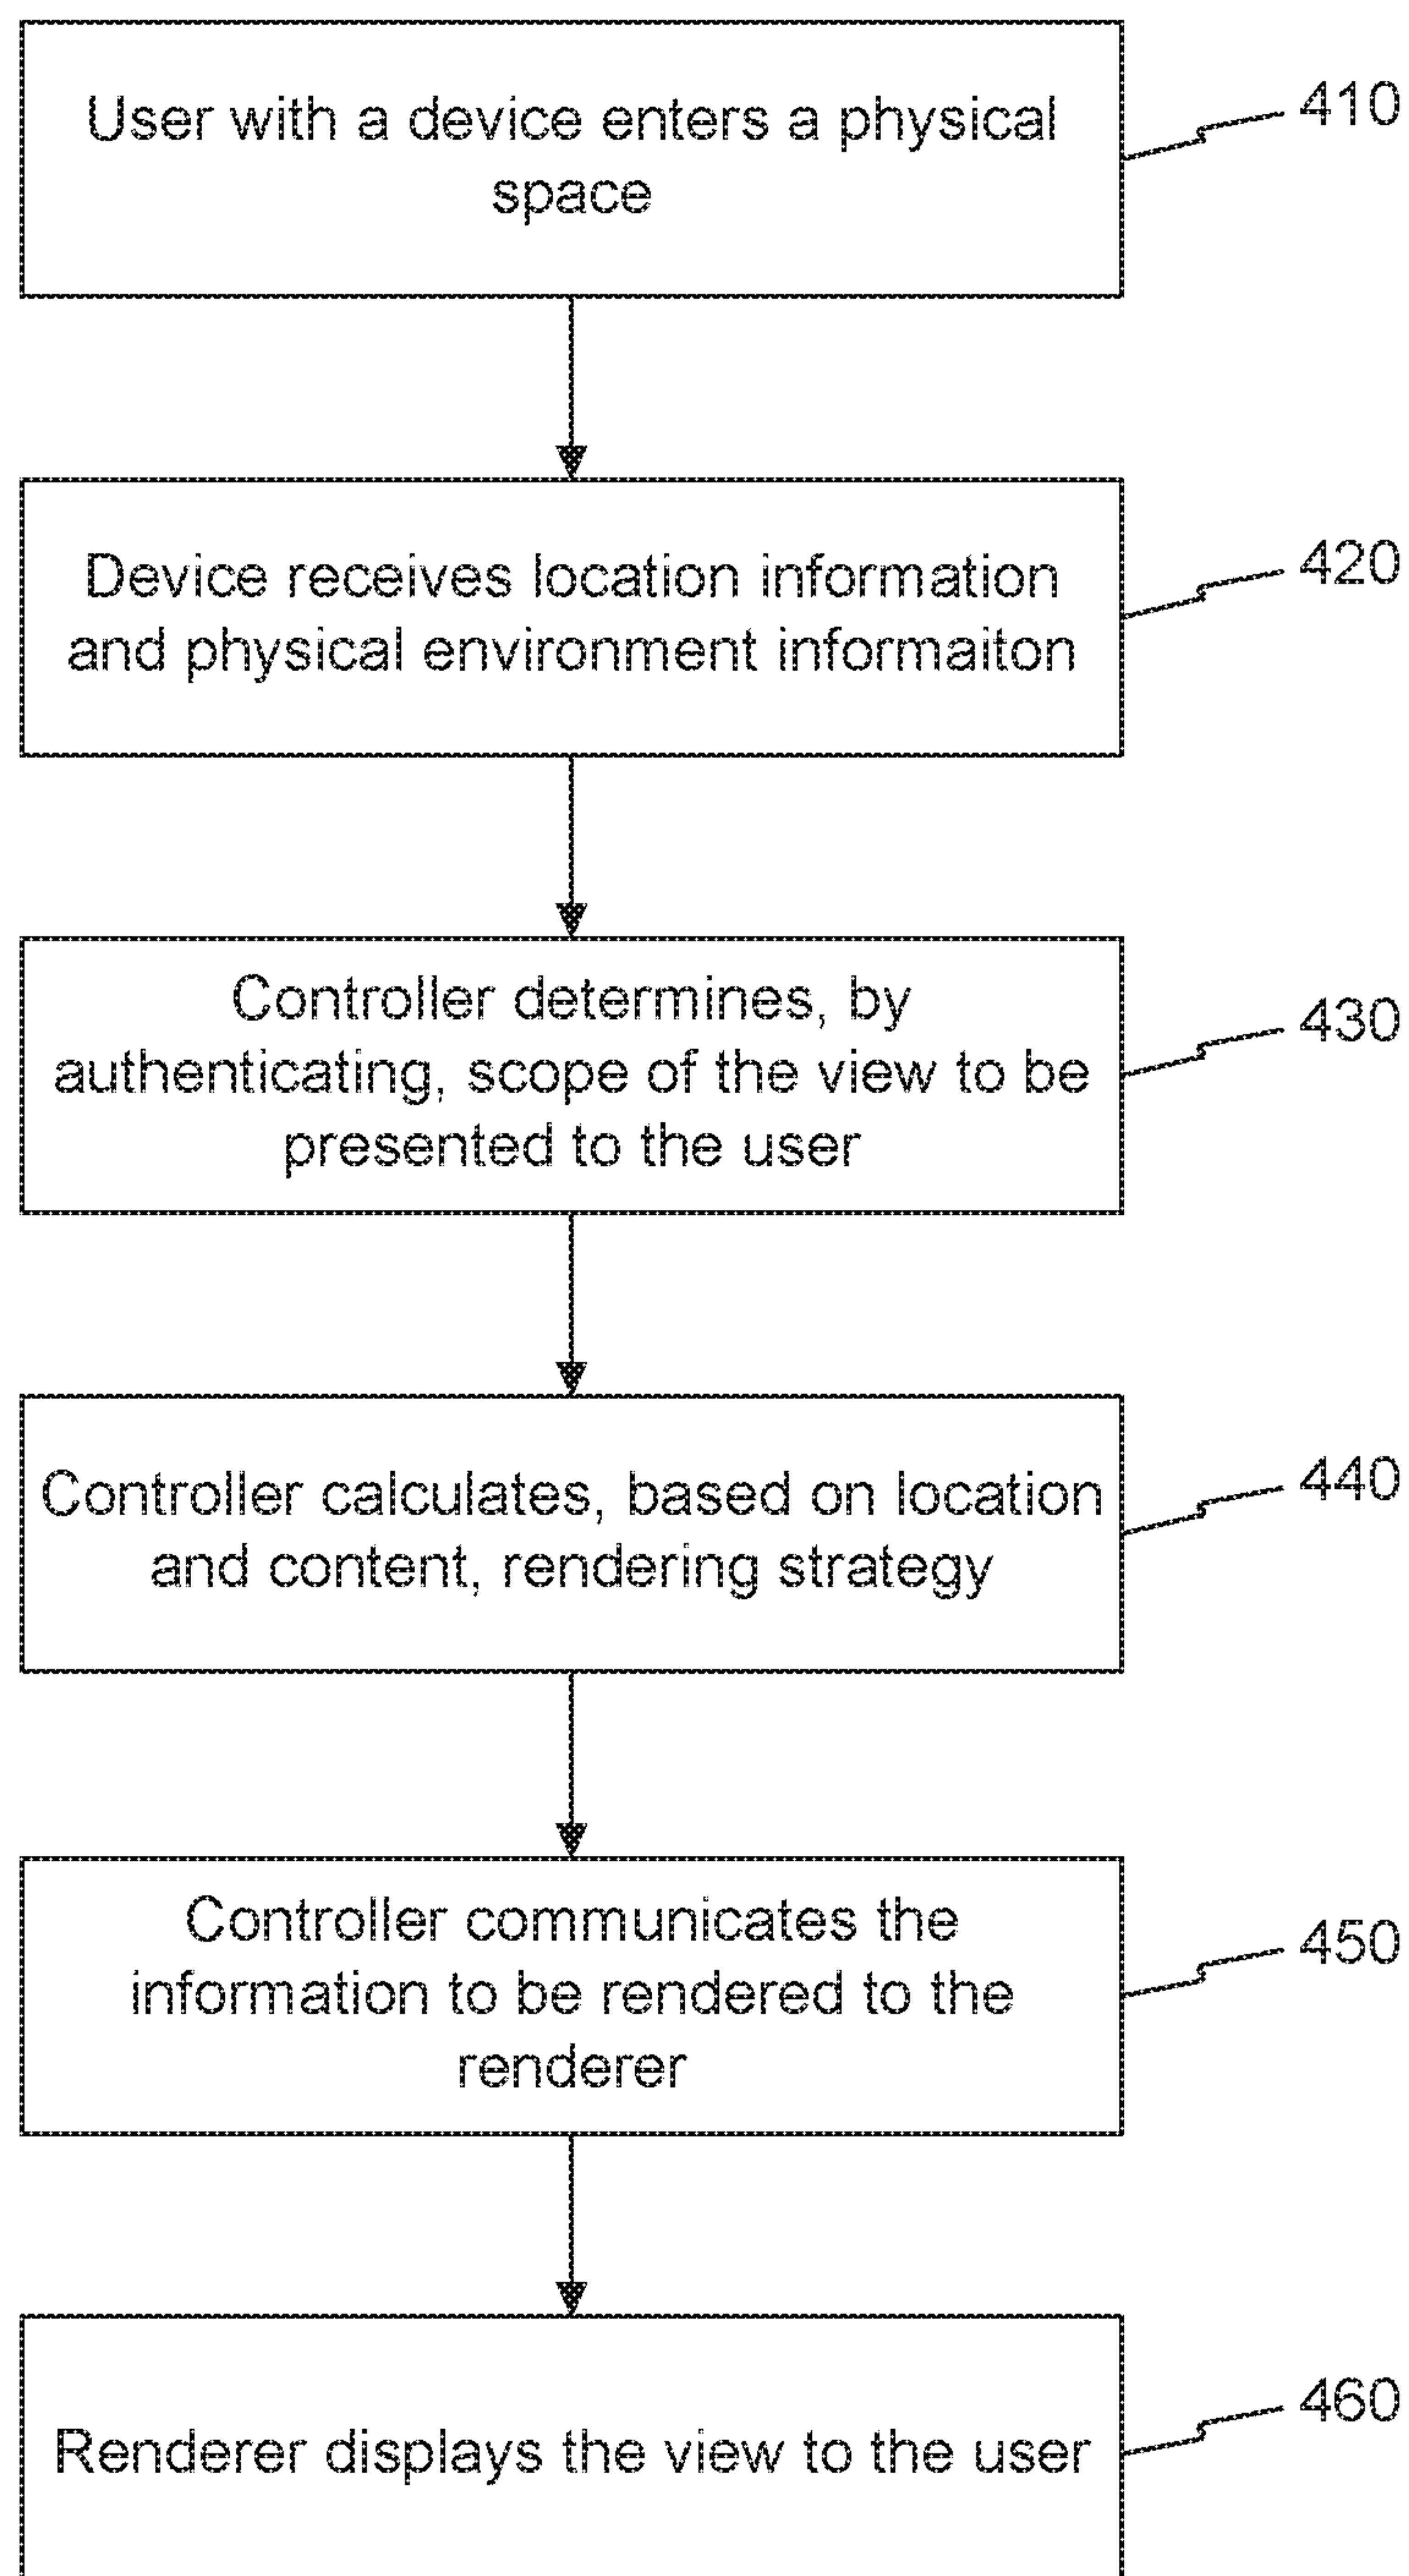 User with a device enters a physical
space
410
Device receives location information
and physical environment informaiton
420
Controller determines, by
authenticating, scope of the view to be
presented to the user
430
Controller calculates, based on location
and content, rendering strategy
440
Controller communicates the
information to be rendered to the
renderer
450
Renderer displays the view to the user
460